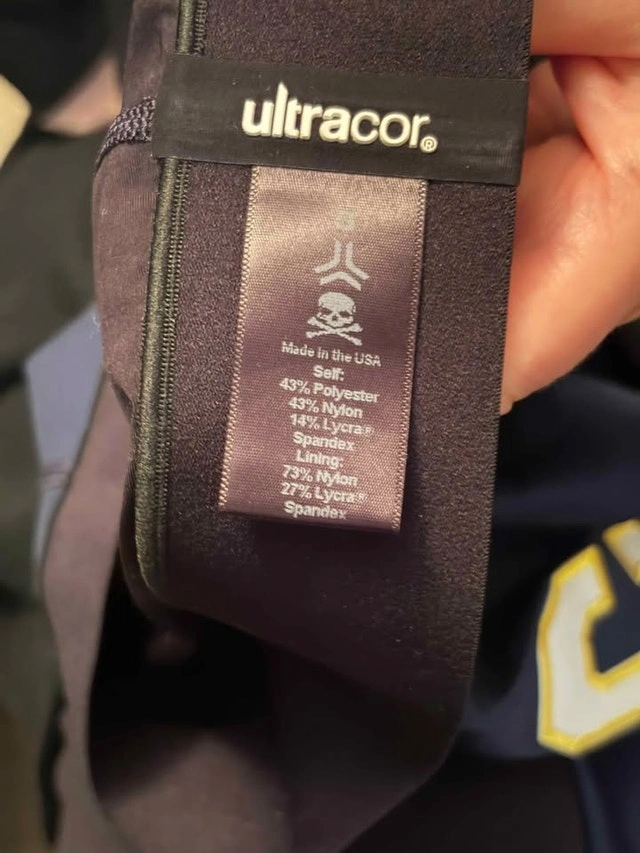 ultracor®
S
Made in the USA
Self:
43% Polyester
43% Nylon
14% Lycra®
Spandex
Lining:
73% Nylon
27% Lycra®
Spandex